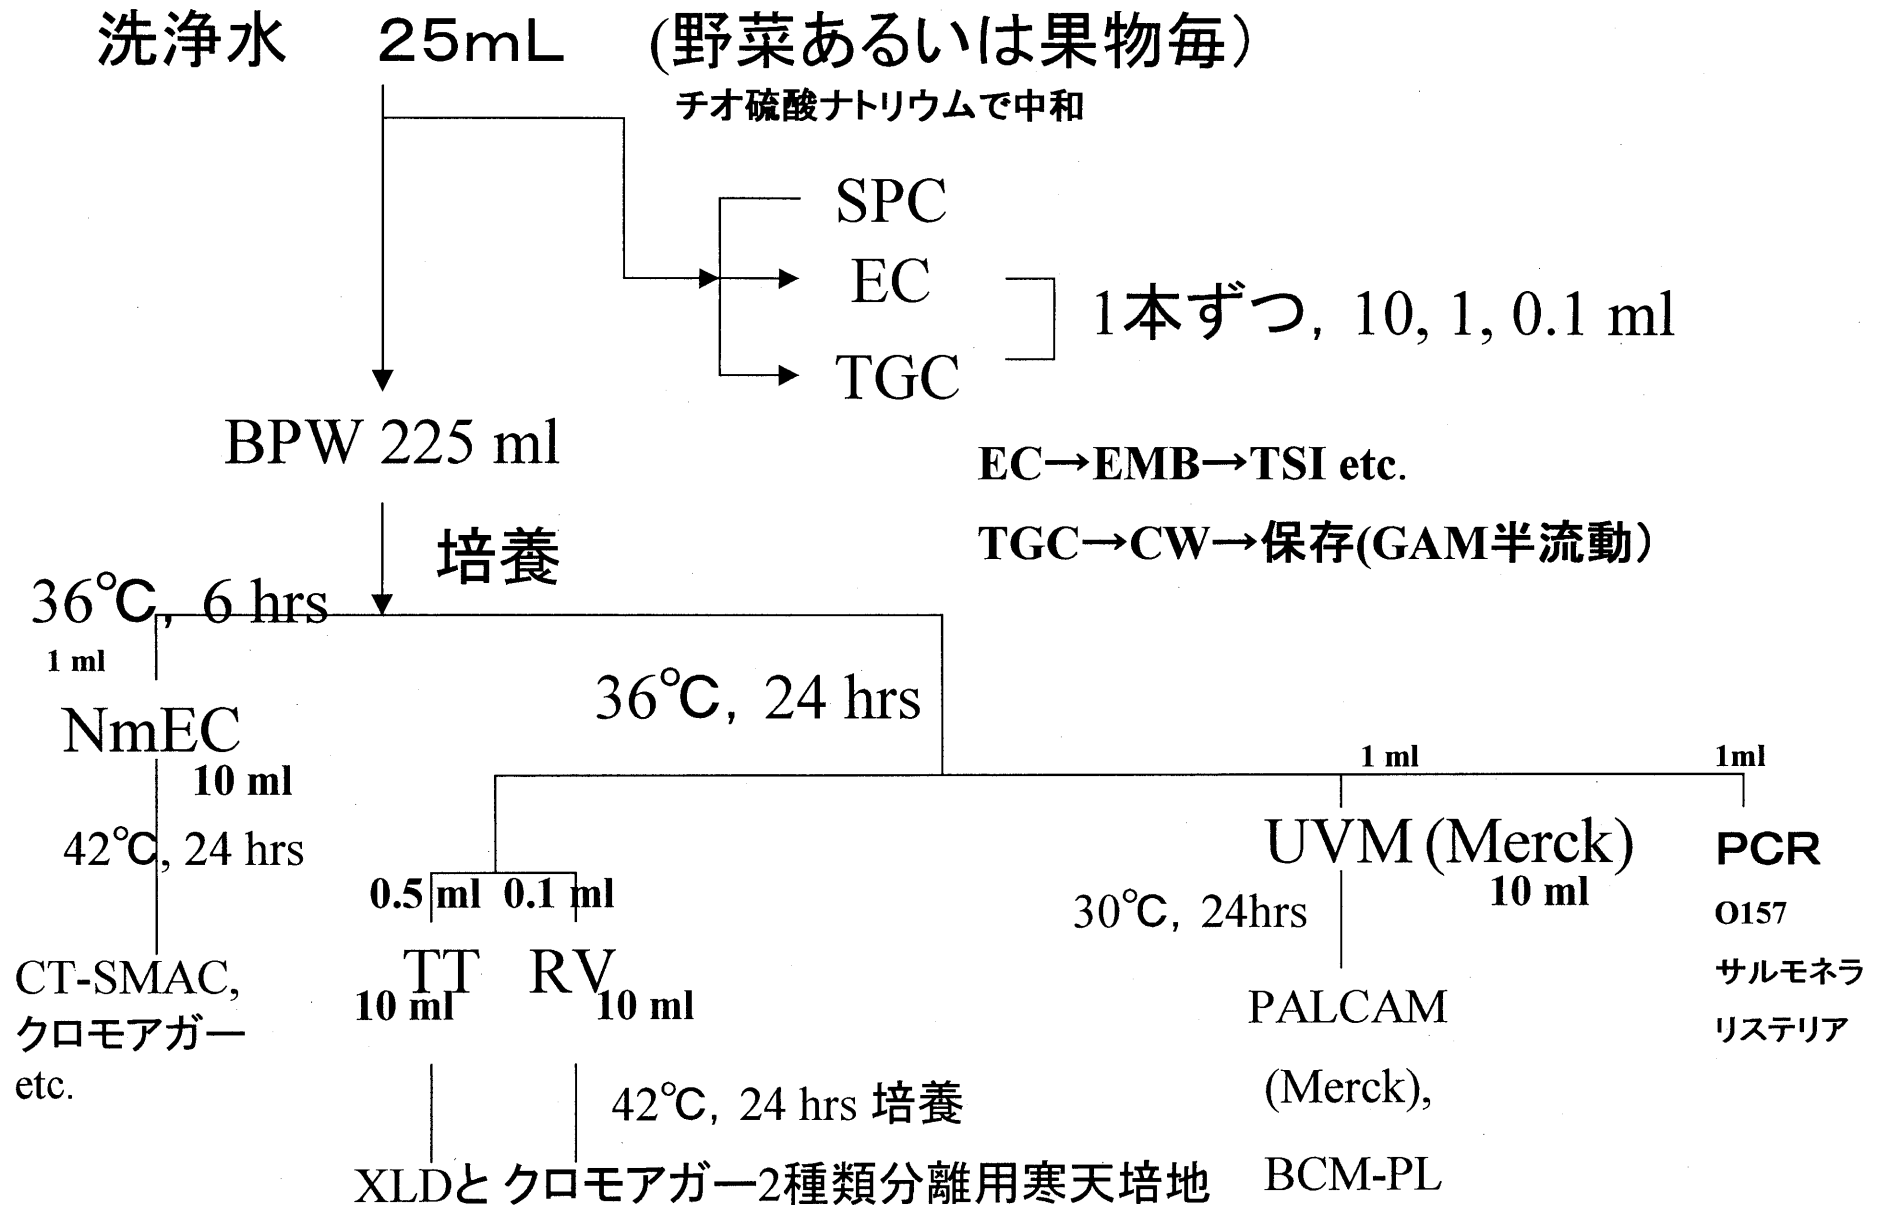 洗浄水　25mL　(野菜あるいは果物毎)
チオ硫酸ナトリウムで中和
SPC
EC
TGC
1本ずつ, 10, 1, 0.1 ml
BPW 225 ml
EC→EMB→TSI etc.
TGC→CW→保存(GAM半流動)
培養
36℃, 6 hrs
1 ml
NmEC
10 ml
42℃, 24 hrs
CT-SMAC,
クロモアガー
etc.
36℃, 24 hrs
0.5 ml 0.1 ml
TT RV
10 ml 10 ml
42℃, 24 hrs 培養
XLDと クロモアガー2種類分離用寒天培地
1 ml
UVM (Merck)
10 ml
30℃, 24hrs
PALCAM
(Merck),
BCM-PL
1ml
PCR
O157
サルモネラ
リステリア